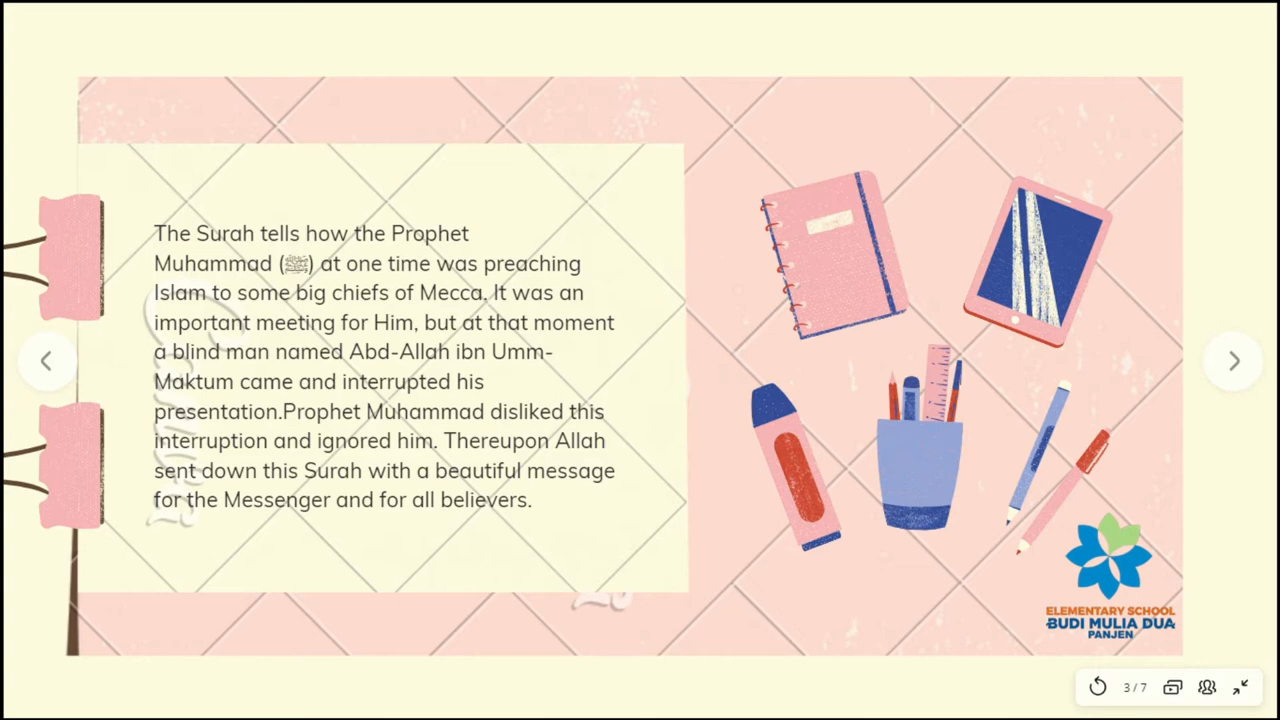 The Surah tells how the Prophet
Muhammad (ﷺ) at one time was preaching
Islam to some big chiefs of Mecca. It was an
important meeting for Him, but at that moment
a blind man named Abd-Allah ibn Umm-
Maktum came and interrupted his
presentation.Prophet Muhammad disliked this
interruption and ignored him. Thereupon Allah
sent down this Surah with a beautiful message
for the Messenger and for all believers.
ELEMENTARY SCHOOL
BUDI MULIA DUA
PANJEN
3 / 7